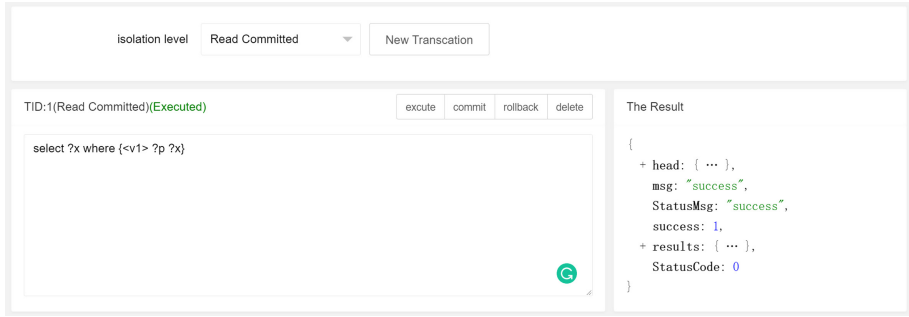 isolation level Read Committed New Transcation
TID:1(Read Committed)(Executed) excute commit rollback delete
select ?x where {<v1> ?p ?x}
The Result
{
+ head: { ··· },
msg: "success",
StatusMsg: "success",
success: 1,
+ results: { ··· },
StatusCode: 0
}